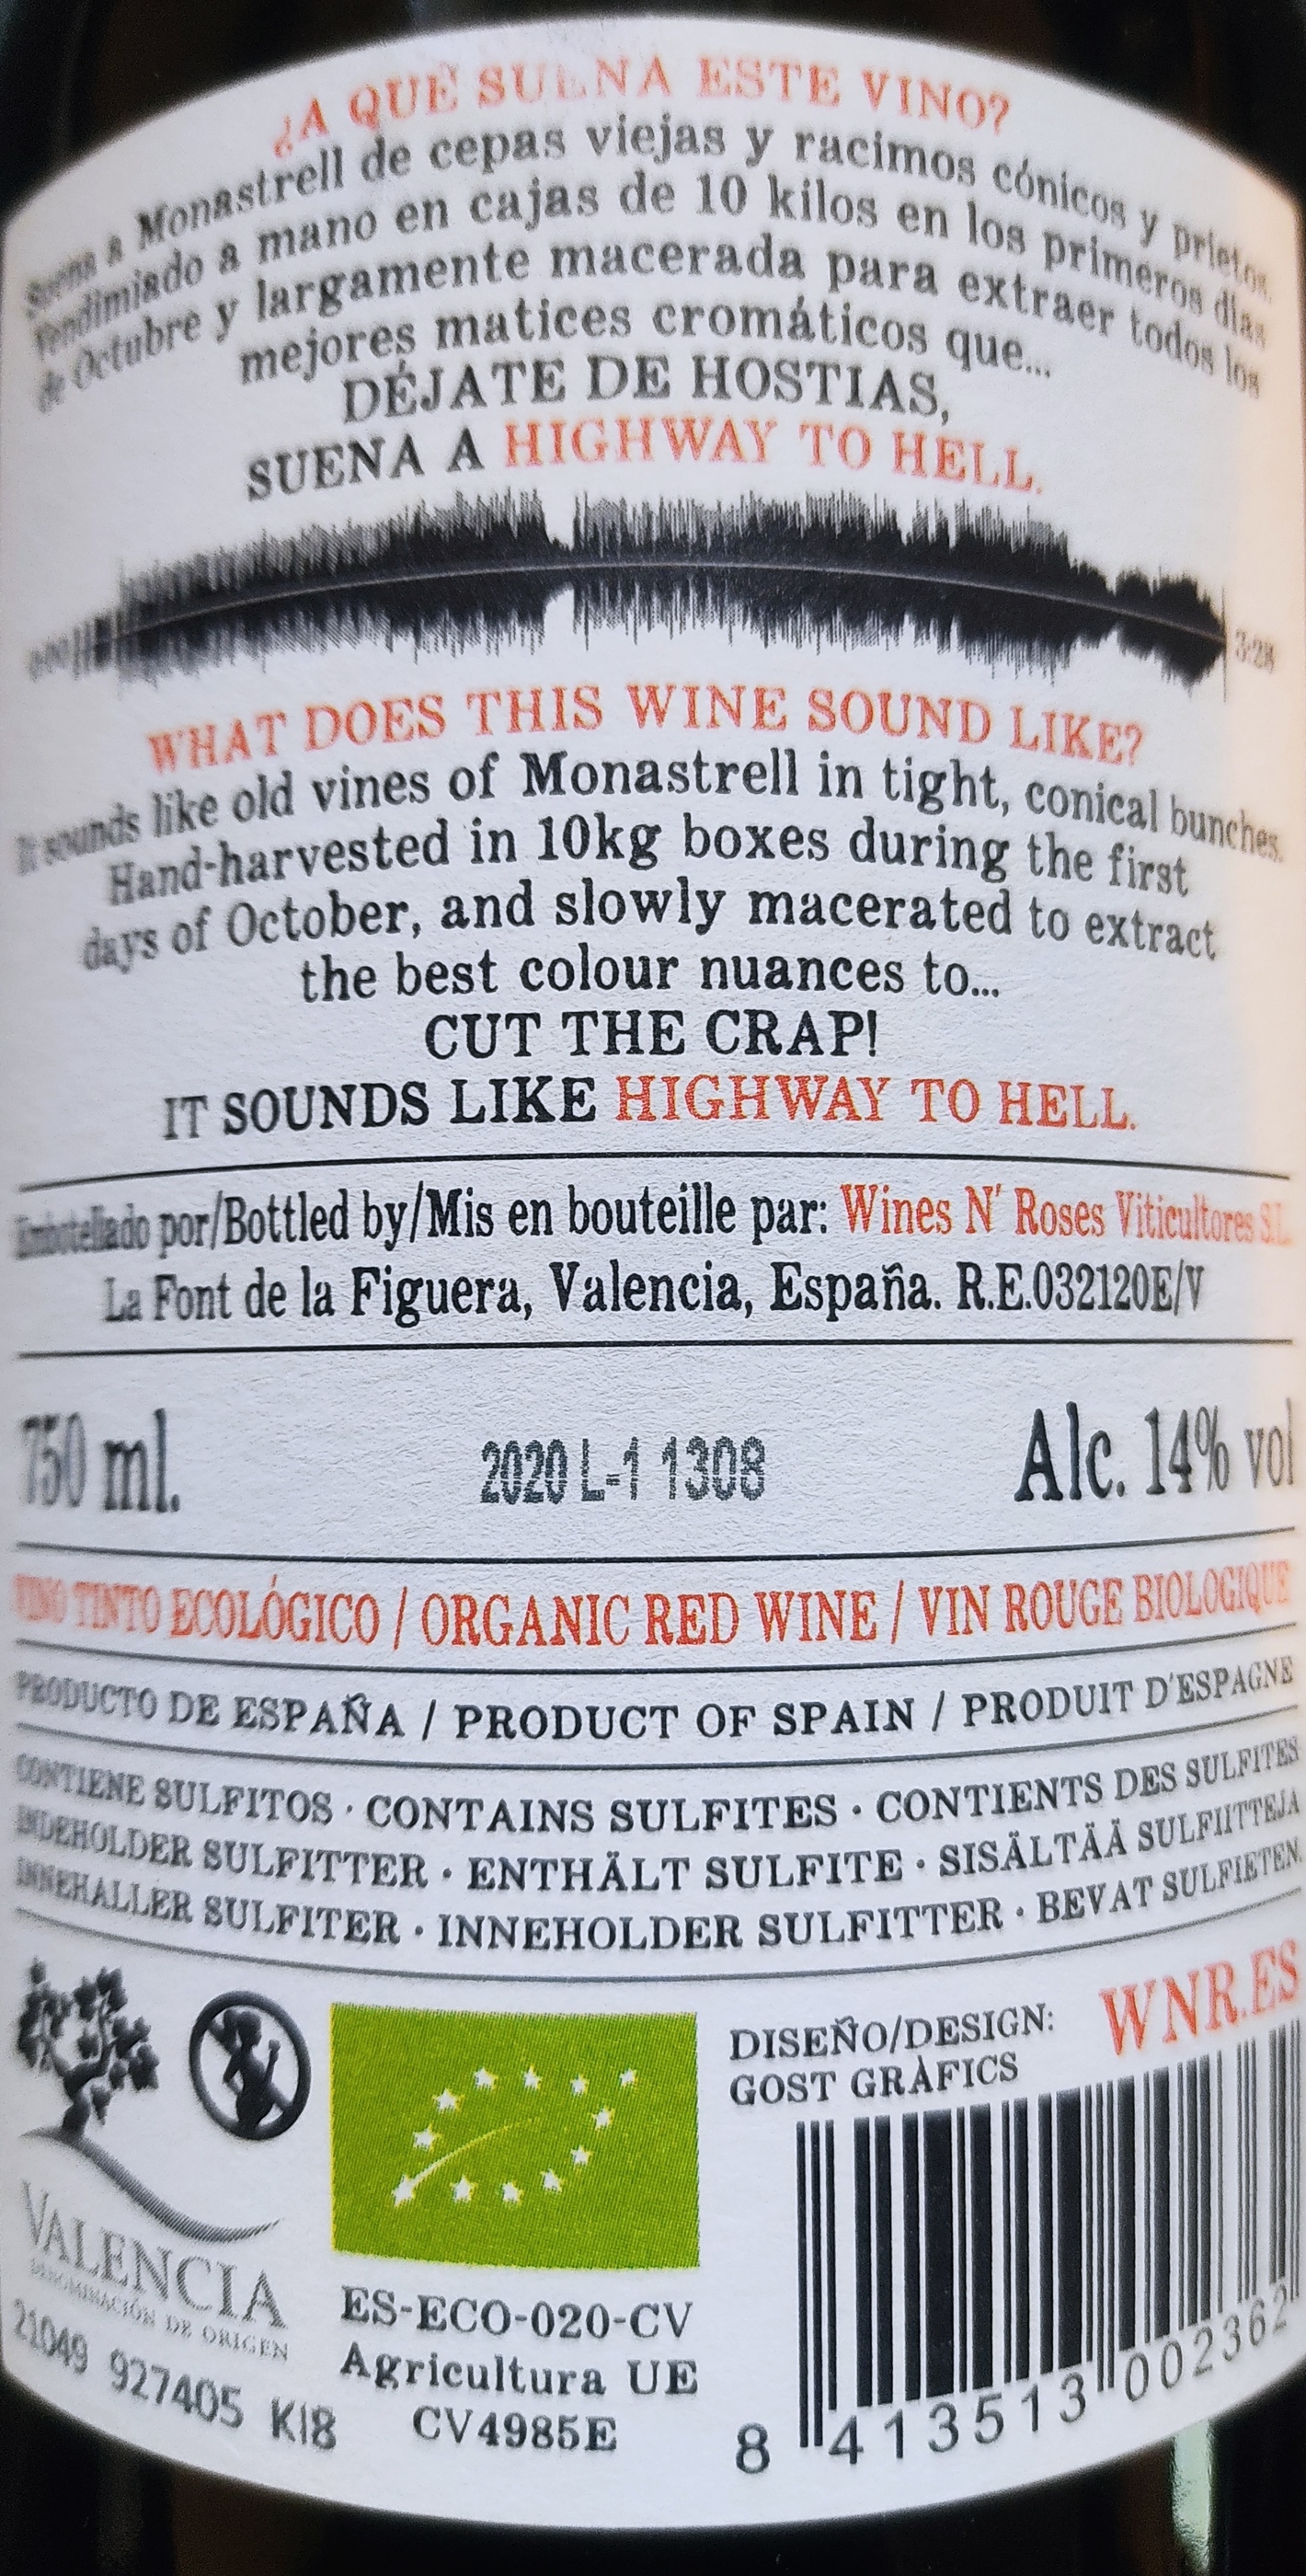 ¿A QUÉ SUENA ESTE VINO?
Suena a Monastrell de cepas viejas y racimos cónicos y prietos.
Vendimiado a mano en cajas de 10 kilos en los primeros días
de Octubre y largamente macerada para extraer todos los
mejores matices cromáticos que...
DÉJATE DE HOSTIAS,
SUENA A HIGHWAY TO HELL.
0:00
3:28
WHAT DOES THIS WINE SOUND LIKE?
It sounds like old vines of Monastrell in tight, conical bunches.
Hand-harvested in 10kg boxes during the first
days of October, and slowly macerated to extract
the best colour nuances to...
CUT THE CRAP!
IT SOUNDS LIKE HIGHWAY TO HELL.
Embotellado por/Bottled by/Mis en bouteille par: Wines N' Roses Viticultores S.L.
La Font de la Figuera, Valencia, España. R.E.032120E/V
750 ml.
2020 L-1 1308
Alc. 14% vol
VINO TINTO ECOLÓGICO / ORGANIC RED WINE / VIN ROUGE BIOLOGIQUE
PRODUCTO DE ESPAÑA / PRODUCT OF SPAIN / PRODUIT D'ESPAGNE
CONTIENE SULFITOS · CONTAINS SULFITES · CONTIENTS DES SULFITES
INDEHOLDER SULFITTER · ENTHÄLT SULFITE · SISÄLTÄÄ SULFIITTEJA
INNEHALLER SULFITER · INNEHOLDER SULFITTER · BEVAT SULFIETEN.
VALENCIA
DENOMINACIÓN DE ORIGEN
21049 927405 K18
ES-ECO-020-CV
Agricultura UE
CV4985E
DISEÑO/DESIGN:
GOST GRÀFICS
WNR.ES
8 413513 002362